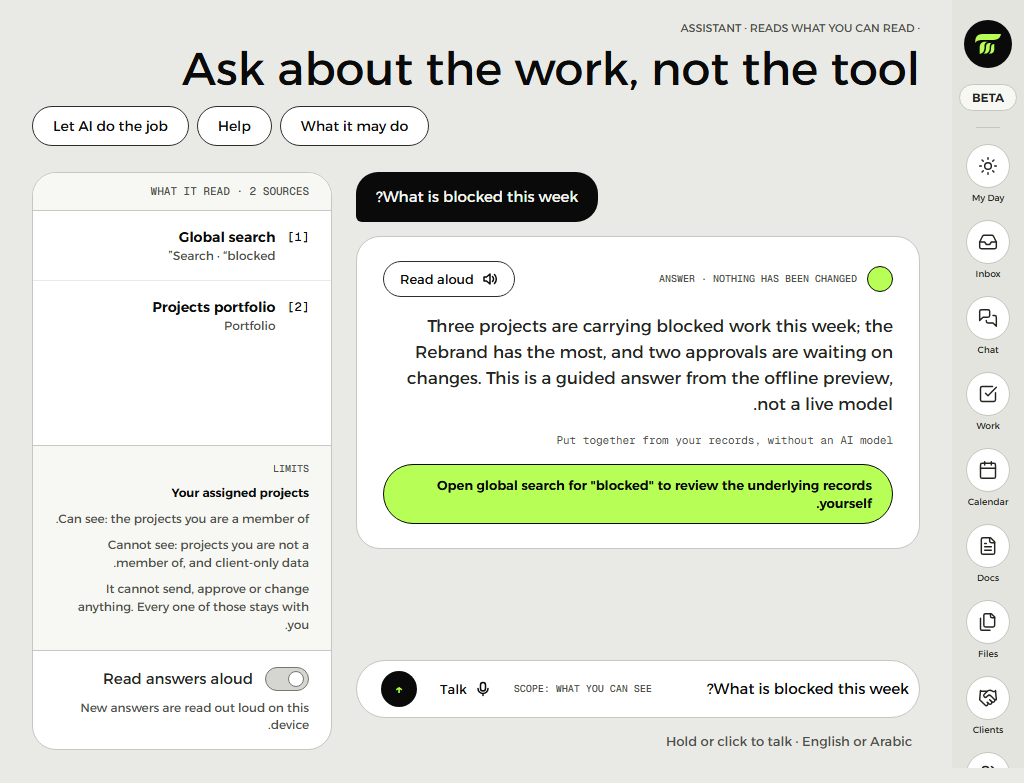 ASSISTANT · READS WHAT YOU CAN READ ·
Ask about the work, not the tool
Let AI do the job
Help
What it may do
BETA
My Day
Inbox
Chat
Work
Calendar
Docs
Files
Clients
?What is blocked this week
Read aloud
ANSWER · NOTHING HAS BEEN CHANGED
Three projects are carrying blocked work this week; the
Rebrand has the most, and two approvals are waiting on
changes. This is a guided answer from the offline preview,
.not a live model
Put together from your records, without an AI model
Open global search for "blocked" to review the underlying records
.yourself
WHAT IT READ · 2 SOURCES
Global search [1]
"Search · "blocked
Projects portfolio [2]
Portfolio
LIMITS
Your assigned projects
.Can see: the projects you are a member of
Cannot see: projects you are not a
.member of, and client-only data
It cannot send, approve or change
anything. Every one of those stays with
.you
Read answers aloud
New answers are read out loud on this
.device
Talk
SCOPE: WHAT YOU CAN SEE
?What is blocked this week
Hold or click to talk · English or Arabic